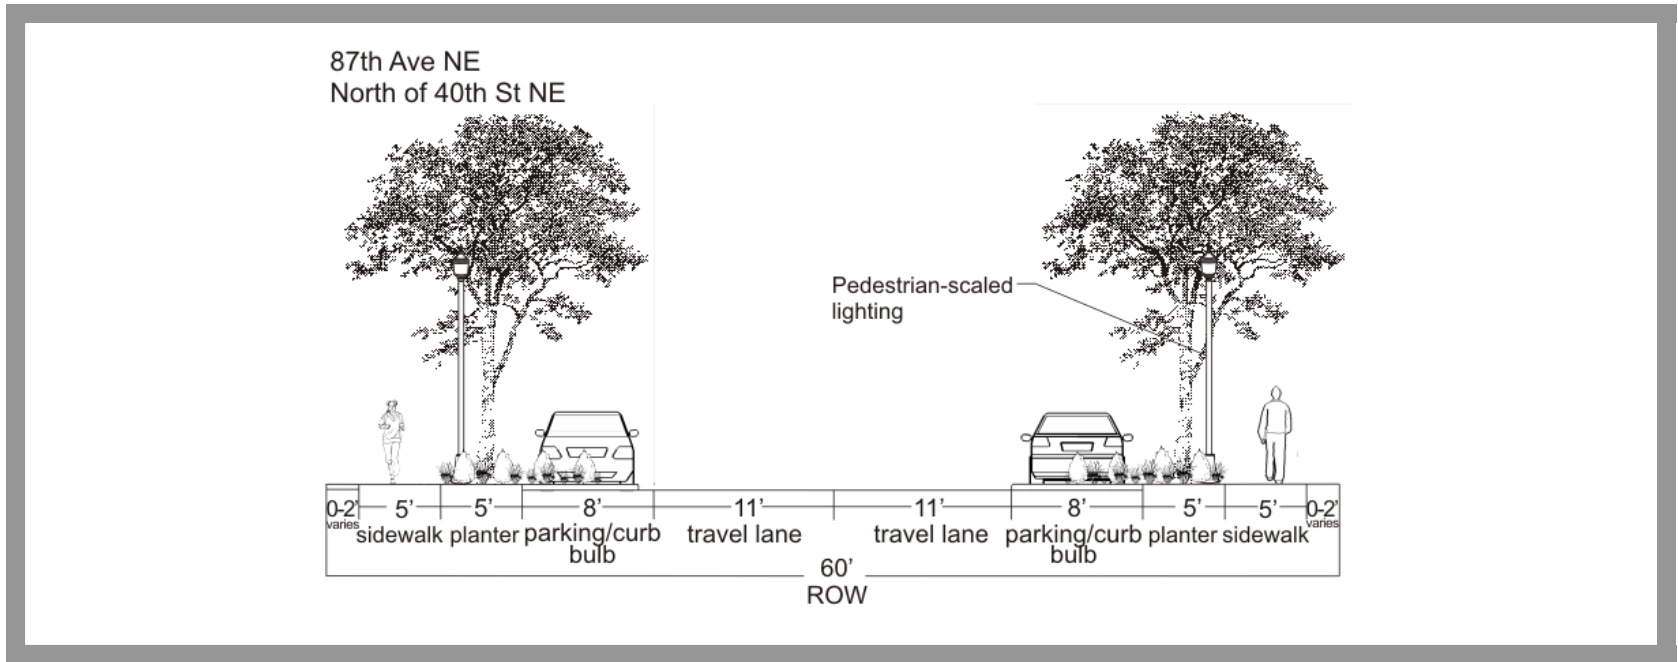 87th Ave NE
North of 40th St NE
Pedestrian-scaled
lighting
0-2’ 5’ 5’ 8’ 11’ 11’ 8’ 5’ 5’ 0-2’
varies sidewalk planter parking/curb travel lane travel lane parking/curb planter sidewalk varies
bulb bulb
60’
ROW